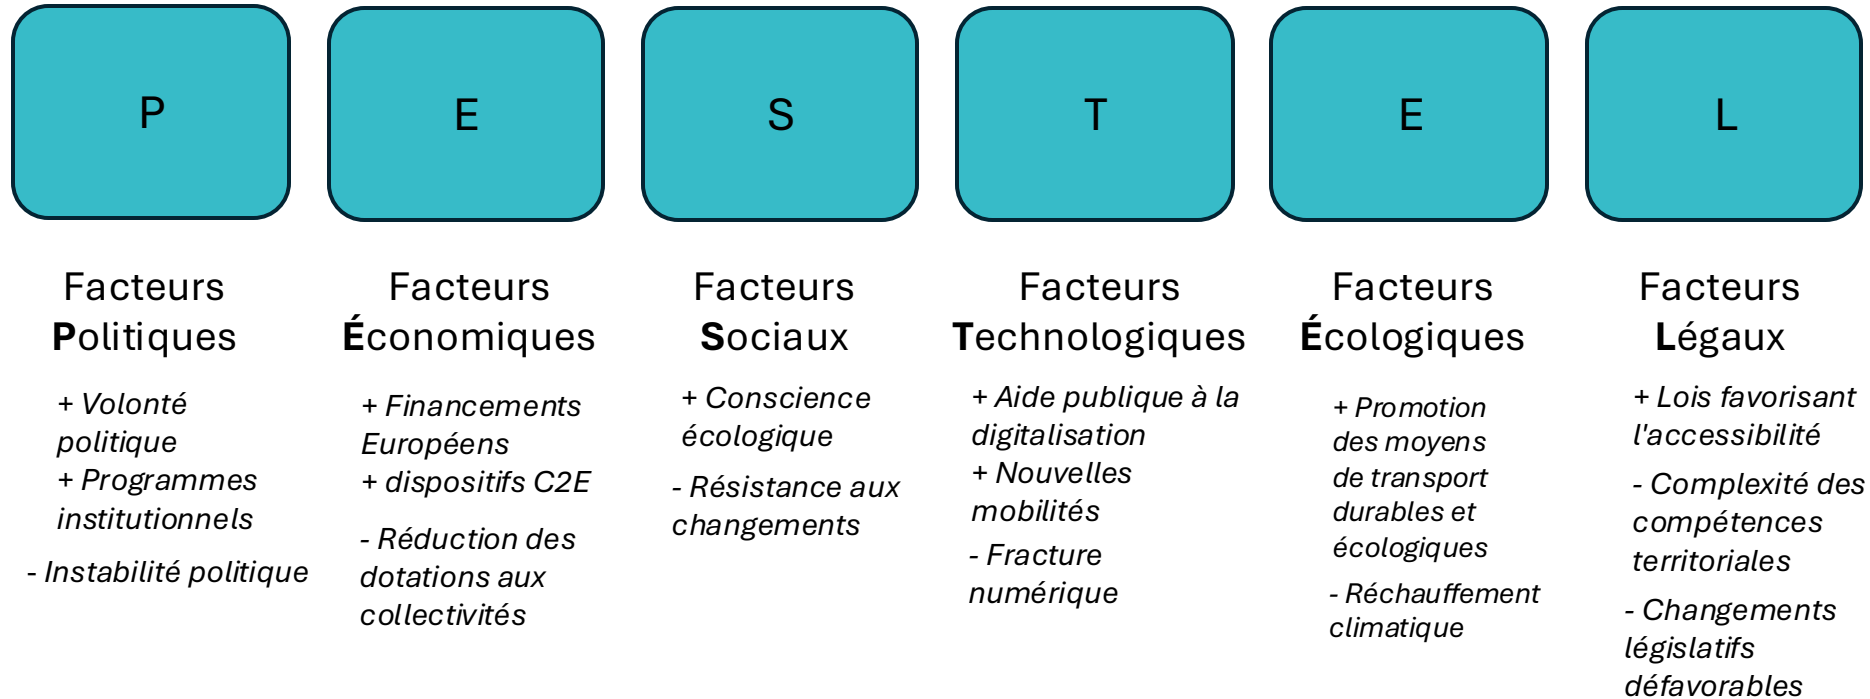 P
E
S
T
E
L
Facteurs
Politiques
+ Volonté
politique
+ Programmes
institutionnels
- Instabilité politique
Facteurs
Économiques
+ Financements
Européens
+ dispositifs C2E
- Réduction des
dotations aux
collectivités
Facteurs
Sociaux
+ Conscience
écologique
- Résistance aux
changements
Facteurs
Technologiques
+ Aide publique à la
digitalisation
+ Nouvelles
mobilités
- Fracture
numérique
Facteurs
Écologiques
+ Promotion
des moyens
de transport
durables et
écologiques
- Réchauffement
climatique
Facteurs
Légaux
+ Lois favorisant
l'accessibilité
- Complexité des
compétences
territoriales
- Changements
législatifs
défavorables